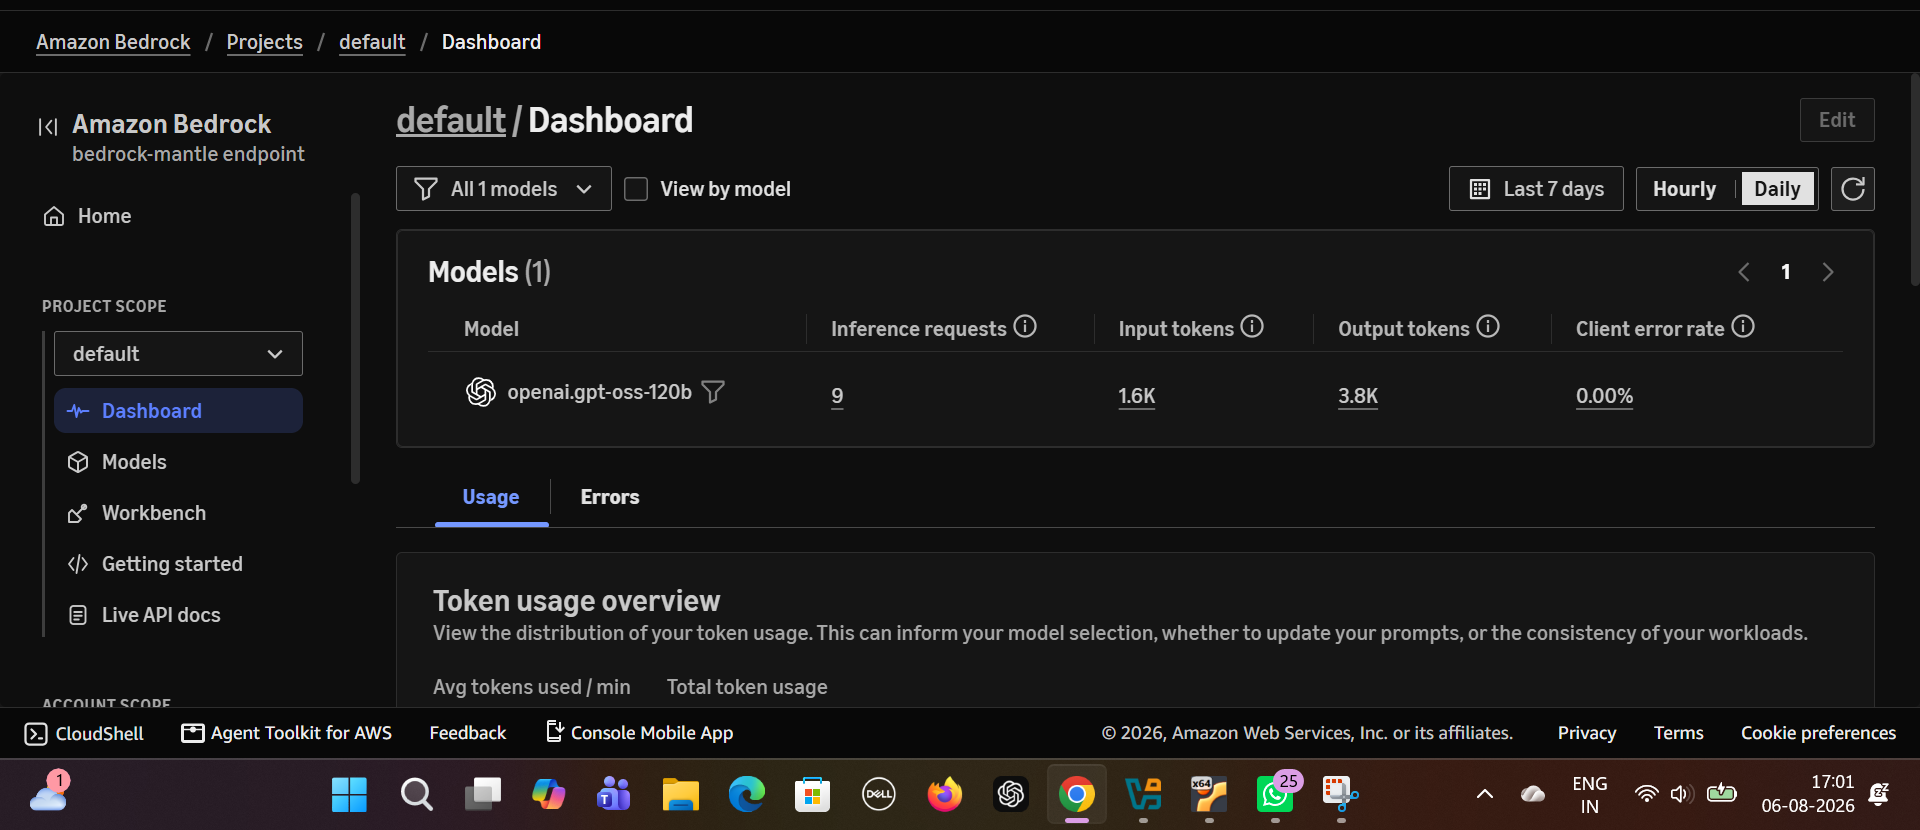 Amazon Bedrock / Projects / default / Dashboard
Amazon Bedrock
bedrock-mantle endpoint
Home
PROJECT SCOPE
default
Dashboard
Models
Workbench
Getting started
Live API docs
ACCOUNT SCOPE
default / Dashboard
Edit
All 1 models
View by model
Last 7 days
Hourly
Daily
Models (1)
1
Model
Inference requests
Input tokens
Output tokens
Client error rate
openai.gpt-oss-120b
9
1.6K
3.8K
0.00%
Usage
Errors
Token usage overview
View the distribution of your token usage. This can inform your model selection, whether to update your prompts, or the consistency of your workloads.
Avg tokens used / min
Total token usage
CloudShell
Agent Toolkit for AWS
Feedback
Console Mobile App
© 2026, Amazon Web Services, Inc. or its affiliates.
Privacy
Terms
Cookie preferences
1
T
DELL
X64
25
ENG
IN
17:01
06-08-2026